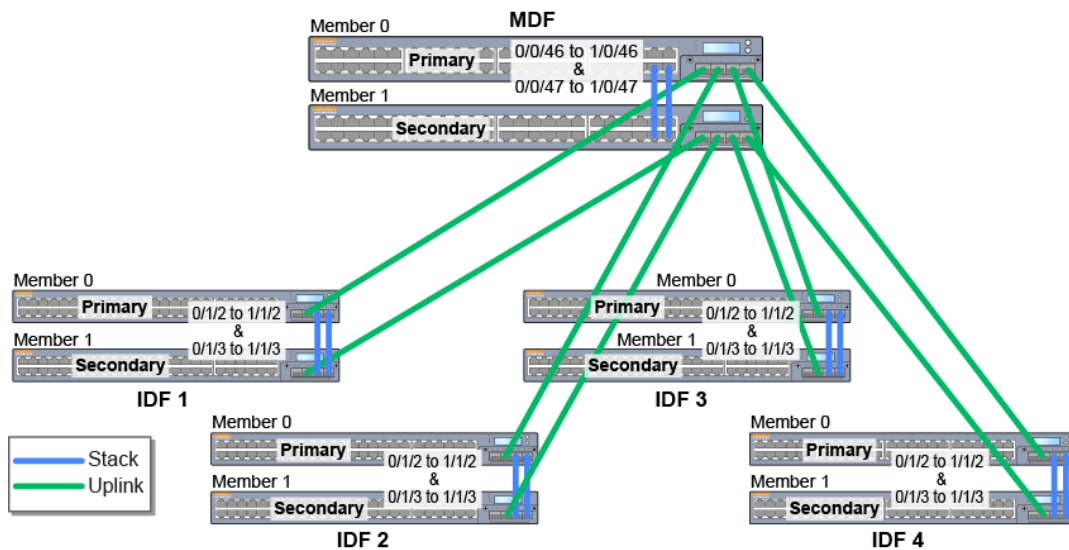 MDF
Member 0
Primary
0/0/46 to 1/0/46
&
0/0/47 to 1/0/47
Member 1
Secondary
Member 0
Primary
0/1/2 to 1/1/2
&
0/1/3 to 1/1/3
Member 1
Secondary
IDF 1
Member 0
Primary
0/1/2 to 1/1/2
&
0/1/3 to 1/1/3
Member 1
Secondary
IDF 3
Member 0
Primary
0/1/2 to 1/1/2
&
0/1/3 to 1/1/3
Member 1
Secondary
IDF 2
Member 0
Primary
0/1/2 to 1/1/2
&
0/1/3 to 1/1/3
Member 1
Secondary
IDF 4
Stack
Uplink